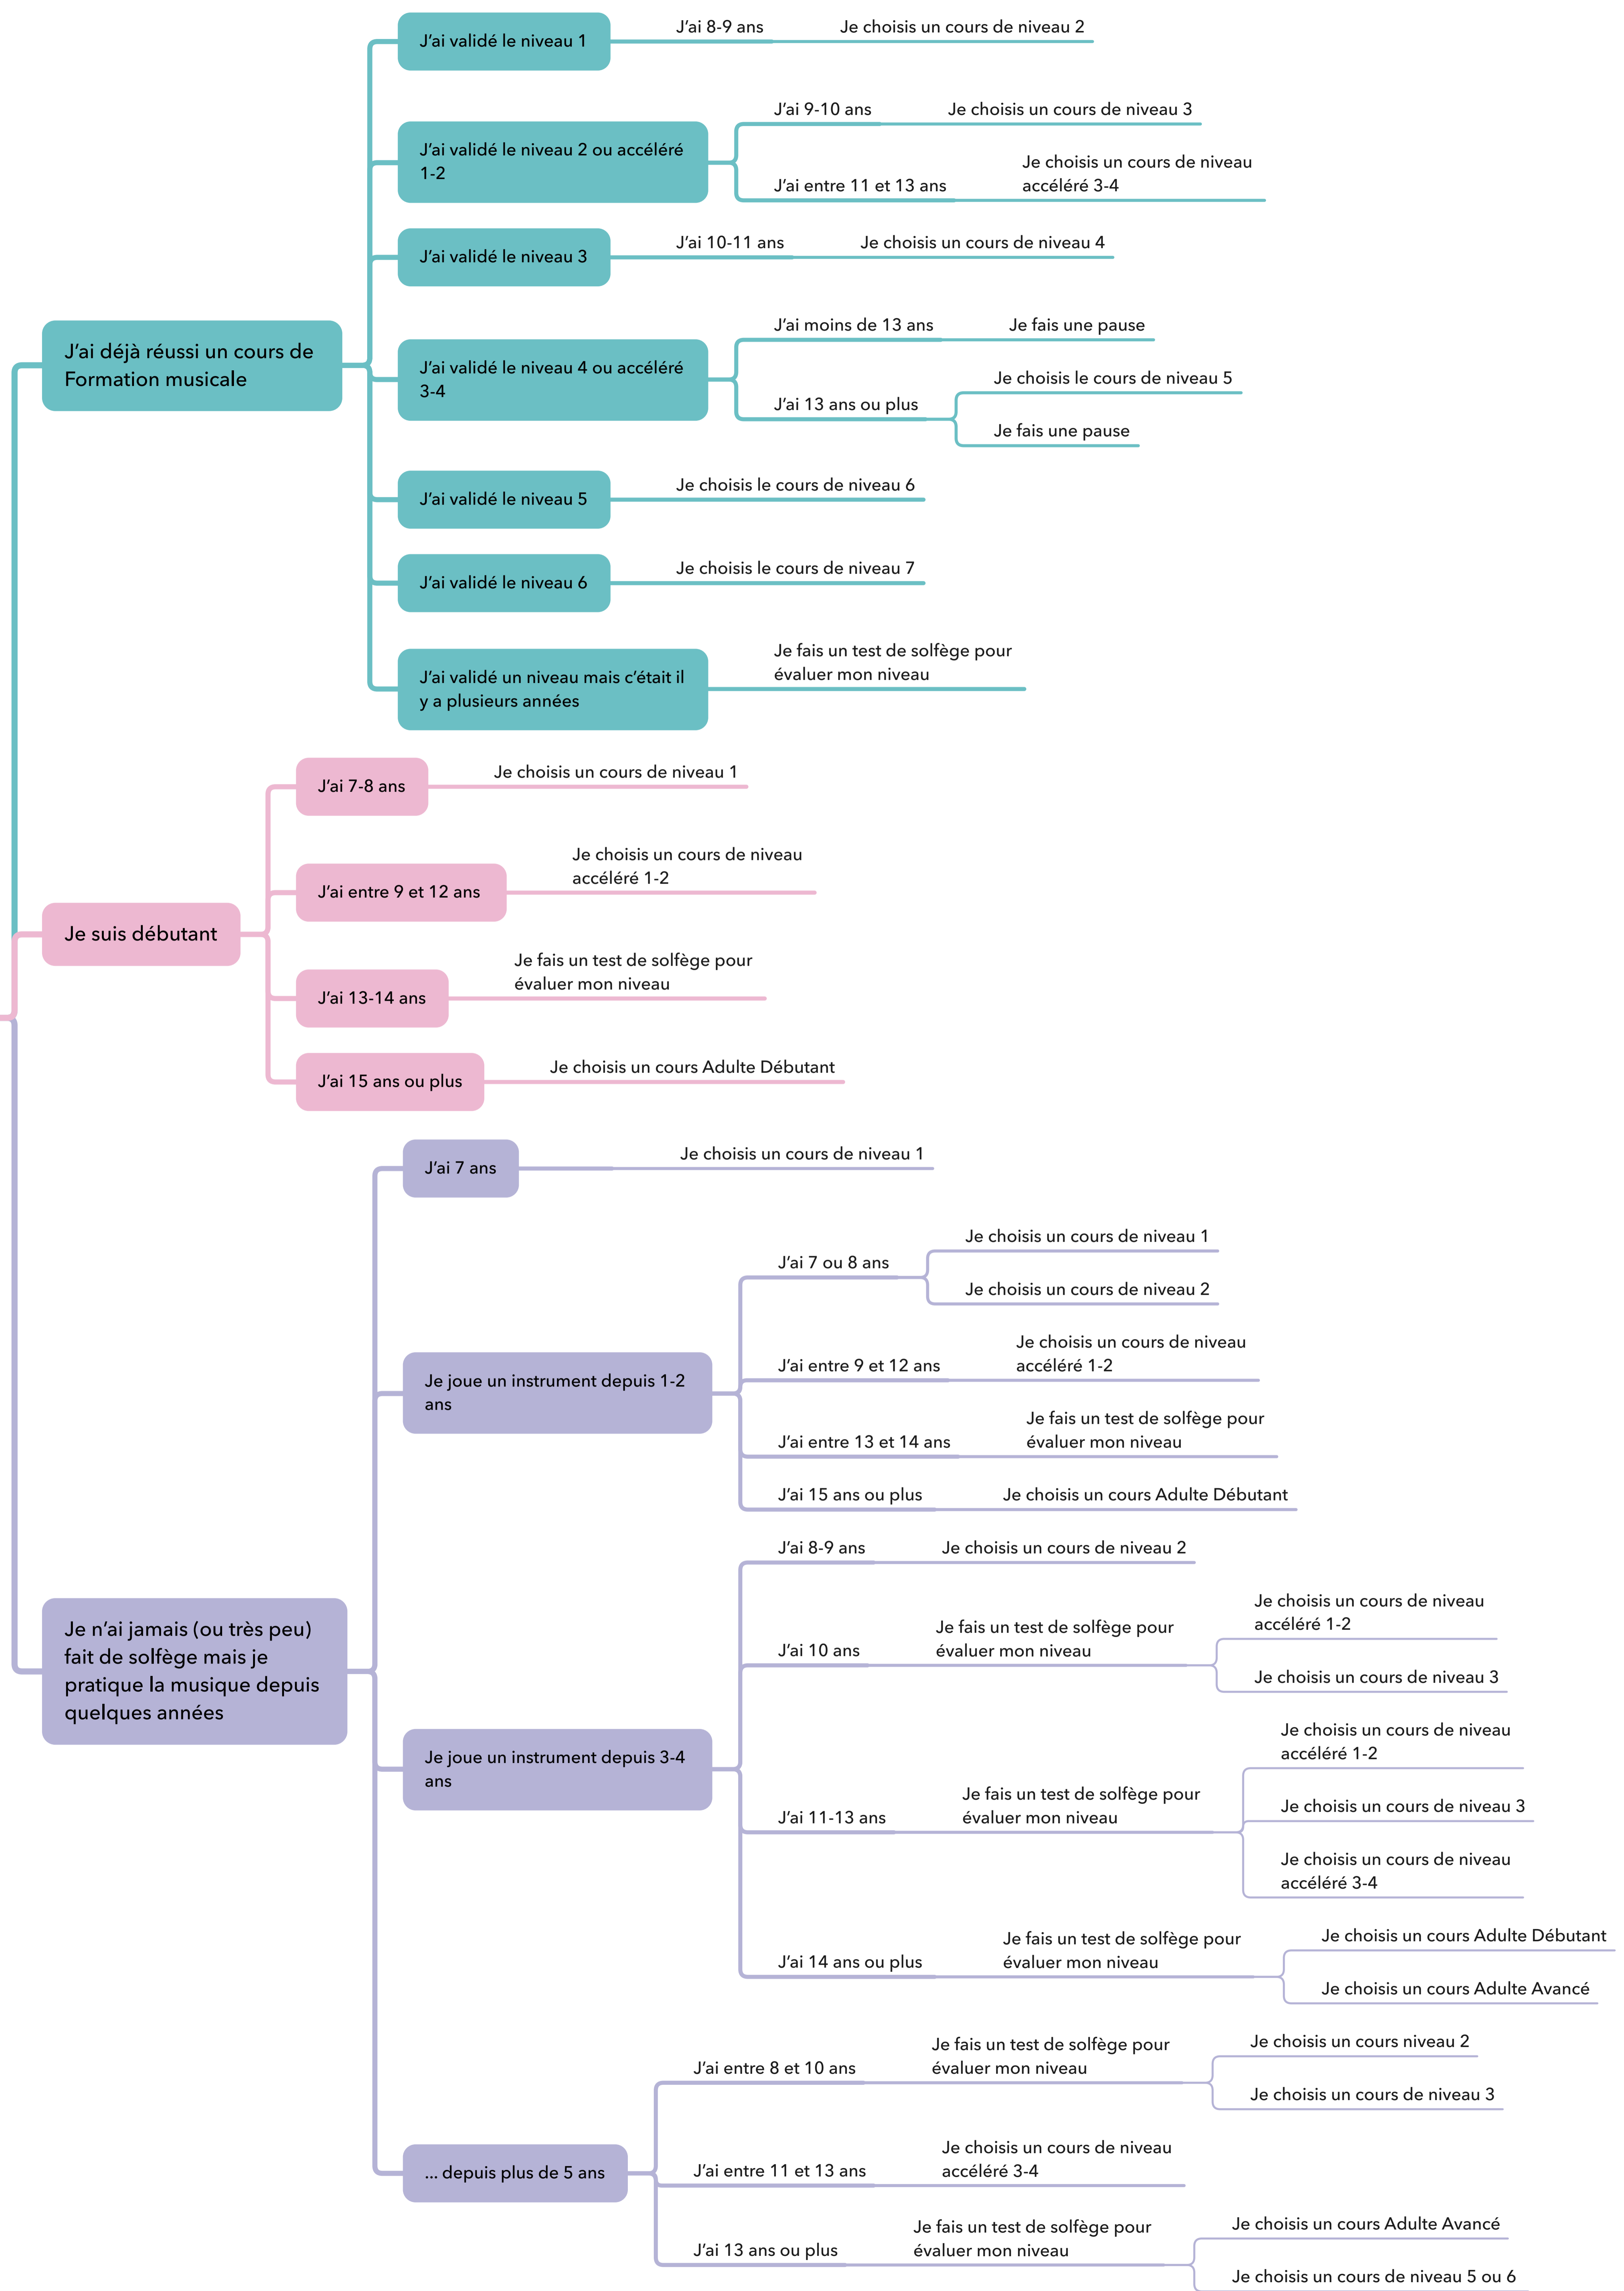 J'ai déjà réussi un cours de
Formation musicale
J'ai validé le niveau 1
J'ai 8-9 ans
Je choisis un cours de niveau 2
J'ai validé le niveau 2 ou accéléré
1-2
J'ai 9-10 ans
Je choisis un cours de niveau 3
J'ai entre 11 et 13 ans
Je choisis un cours de niveau
accéléré 3-4
J'ai validé le niveau 3
J'ai 10-11 ans
Je choisis un cours de niveau 4
J'ai validé le niveau 4 ou accéléré
3-4
J'ai moins de 13 ans
Je fais une pause
J'ai 13 ans ou plus
Je choisis le cours de niveau 5
Je fais une pause
J'ai validé le niveau 5
Je choisis le cours de niveau 6
J'ai validé le niveau 6
Je choisis le cours de niveau 7
J'ai validé un niveau mais c'était il
y a plusieurs années
Je fais un test de solfège pour
évaluer mon niveau
Je suis débutant
J'ai 7-8 ans
Je choisis un cours de niveau 1
J'ai entre 9 et 12 ans
Je choisis un cours de niveau
accéléré 1-2
J'ai 13-14 ans
Je fais un test de solfège pour
évaluer mon niveau
J'ai 15 ans ou plus
Je choisis un cours Adulte Débutant
Je n'ai jamais (ou très peu)
fait de solfège mais je
pratique la musique depuis
quelques années
J'ai 7 ans
Je choisis un cours de niveau 1
Je joue un instrument depuis 1-2
ans
J'ai 7 ou 8 ans
Je choisis un cours de niveau 1
Je choisis un cours de niveau 2
J'ai entre 9 et 12 ans
Je choisis un cours de niveau
accéléré 1-2
J'ai entre 13 et 14 ans
Je fais un test de solfège pour
évaluer mon niveau
J'ai 15 ans ou plus
Je choisis un cours Adulte Débutant
Je joue un instrument depuis 3-4
ans
J'ai 8-9 ans
Je choisis un cours de niveau 2
J'ai 10 ans
Je fais un test de solfège pour
évaluer mon niveau
Je choisis un cours de niveau
accéléré 1-2
Je choisis un cours de niveau 3
J'ai 11-13 ans
Je fais un test de solfège pour
évaluer mon niveau
Je choisis un cours de niveau
accéléré 1-2
Je choisis un cours de niveau 3
Je choisis un cours de niveau
accéléré 3-4
J'ai 14 ans ou plus
Je fais un test de solfège pour
évaluer mon niveau
Je choisis un cours Adulte Débutant
Je choisis un cours Adulte Avancé
... depuis plus de 5 ans
J'ai entre 8 et 10 ans
Je fais un test de solfège pour
évaluer mon niveau
Je choisis un cours niveau 2
Je choisis un cours de niveau 3
J'ai entre 11 et 13 ans
Je choisis un cours de niveau
accéléré 3-4
J'ai 13 ans ou plus
Je fais un test de solfège pour
évaluer mon niveau
Je choisis un cours Adulte Avancé
Je choisis un cours de niveau 5 ou 6